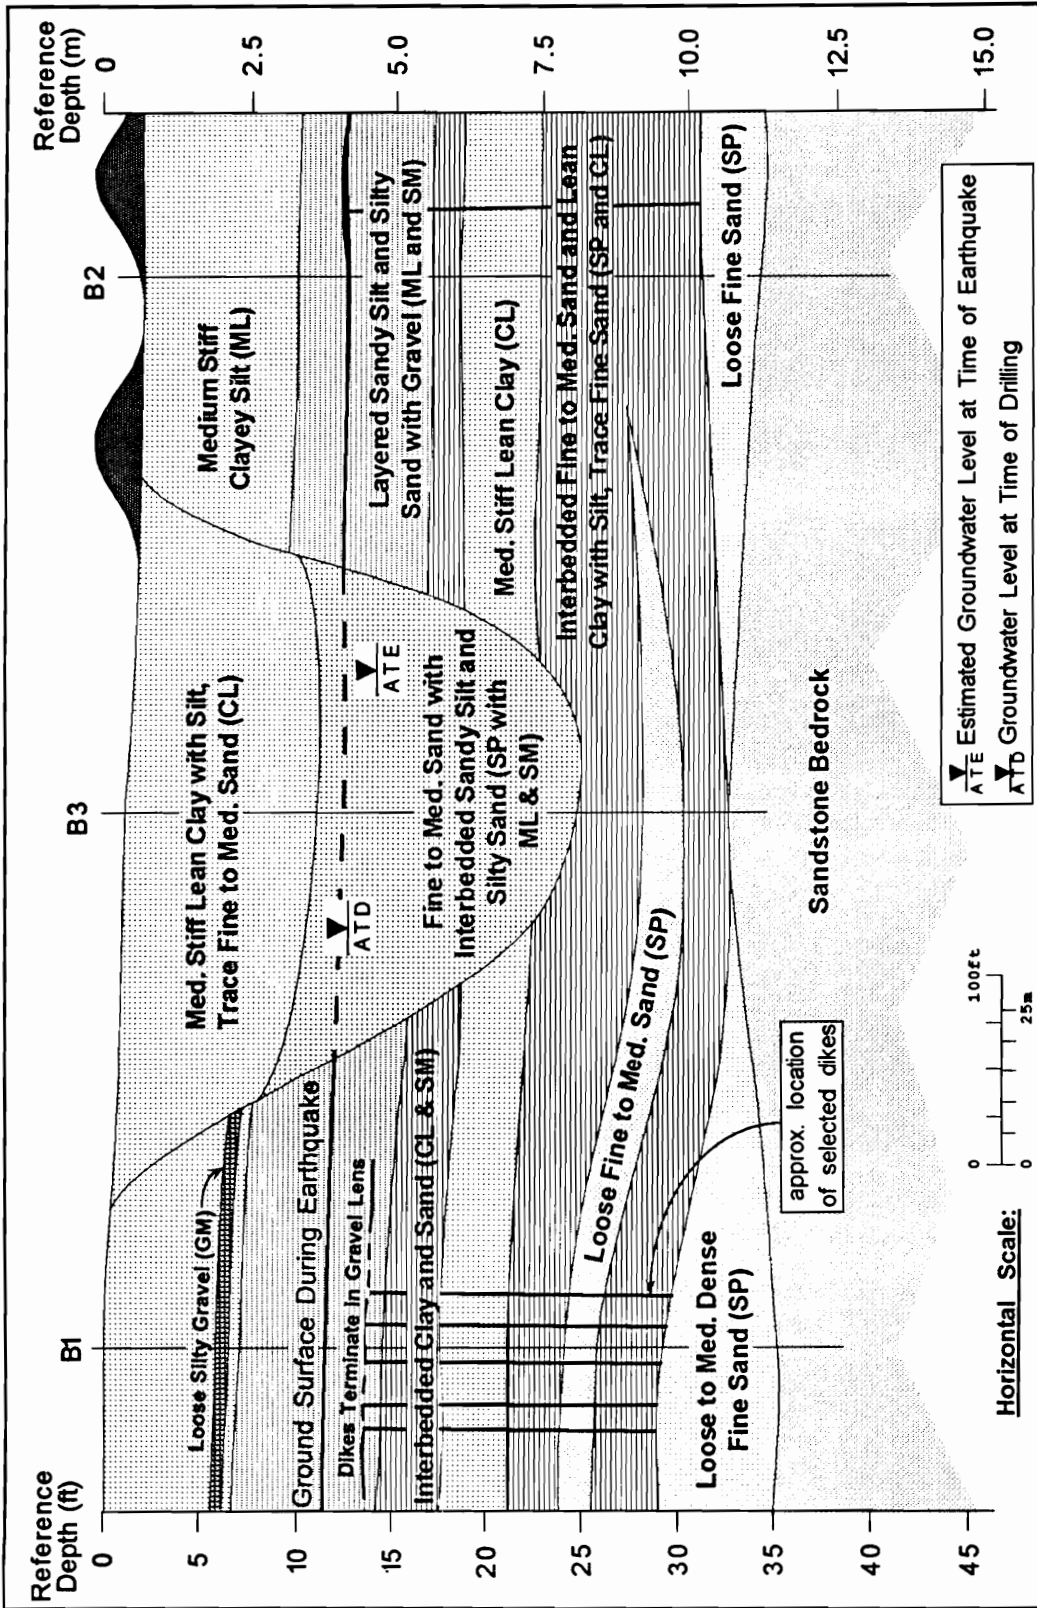 Reference
Depth (ft)
0
5
10
15
20
25
30
35
40
45
Reference
Depth (m)
0
2.5
5.0
7.5
10.0
12.5
15.0
B1
B3
B2
Med. Stiff Lean Clay with Silt,
Trace Fine to Med. Sand (CL)
Medium Stiff
Clayey Silt (ML)
Loose Silty Gravel (GM)
Ground Surface During Earthquake
Dikes Terminate In Gravel Lens
Interbedded Clay and Sand (CL & SM)
ATD
ATE
Fine to Med. Sand with
Interbedded Sandy Silt and
Silty Sand (SP with
ML & SM)
Layered Sandy Silt and Silty
Sand with Gravel (ML and SM)
Med. Stiff Lean Clay (CL)
Interbedded Fine to Med. Sand and Lean
Clay with Silt, Trace Fine Sand (SP and CL)
Loose Fine to Med. Sand (SP)
Loose to Med. Dense
Fine Sand (SP)
Loose Fine Sand (SP)
approx. location
of selected dikes
Sandstone Bedrock
Horizontal Scale:
0
100ft
0
25m
ATE Estimated Groundwater Level at Time of Earthquake
ATD Groundwater Level at Time of Drilling